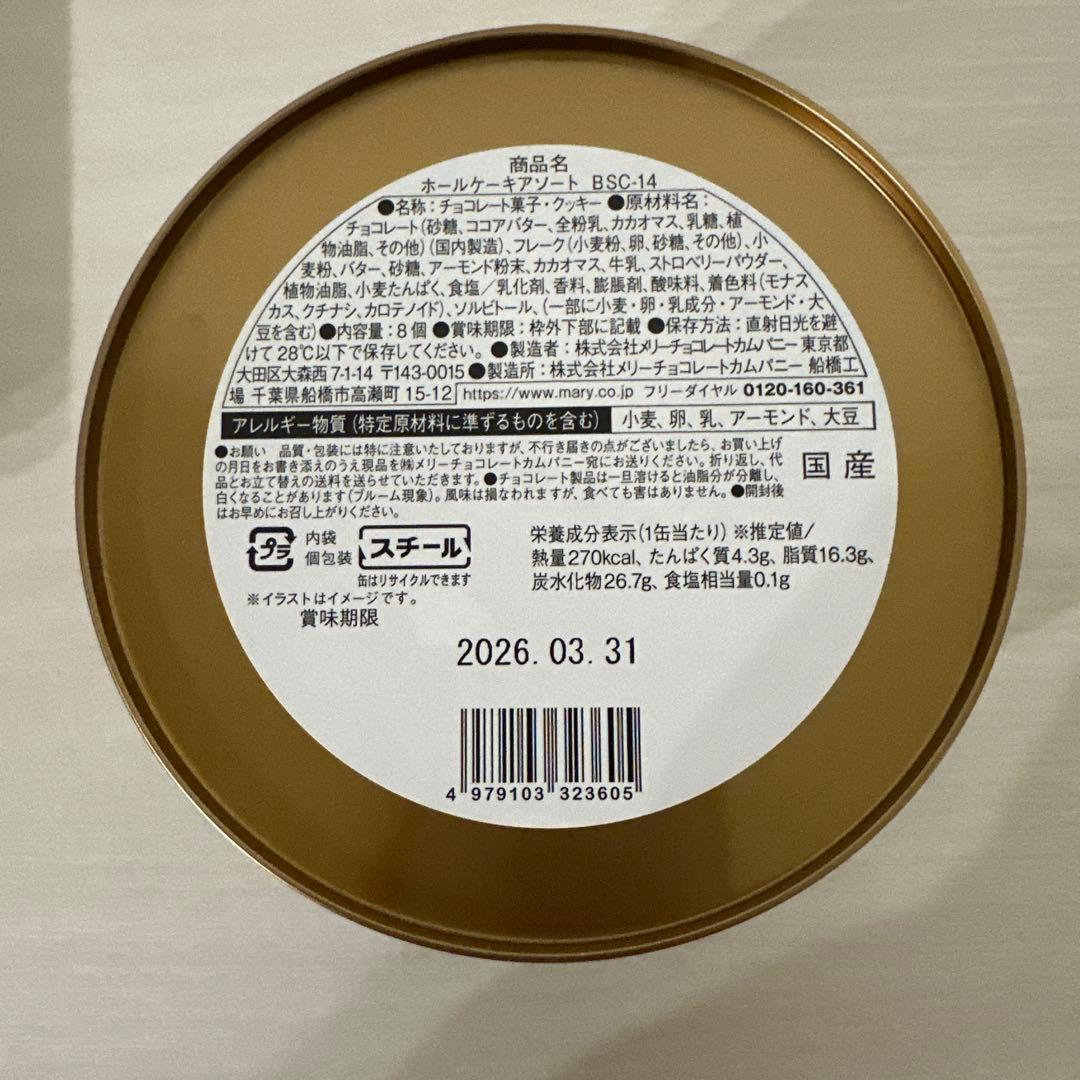 商品名
ホールケーキアソート BSC-14
●名称：チョコレート菓子・クッキー ●原材料名：
チョコレート(砂糖、ココアバター、全粉乳、カカオマス、乳糖、植
物油脂、その他)(国内製造)、フレーク(小麦粉、卵、砂糖、その他)、小
麦粉、バター、砂糖、アーモンド粉末、カカオマス、牛乳、ストロベリーパウダー、
植物油脂、小麦たんぱく、食塩／乳化剤、香料、膨脹剤、酸味料、着色料(モナス
カス、クチナシ、カロテノイド)、ソルビトール、(一部に小麦・卵・乳成分・アーモンド・大
豆を含む) ●内容量：8個 ●賞味期限：枠外下部に記載 ●保存方法：直射日光を避
けて28℃以下で保存してください。 ●製造者：株式会社メリーチョコレートカムパニー 東京都
大田区大森西7-1-14 〒143-0015 ●製造所：株式会社メリーチョコレートカムパニー 船橋工
場 千葉県船橋市高瀬町 15-12 https://www.mary.co.jp フリーダイヤル 0120-160-361
アレルギー物質(特定原材料に準ずるものを含む) 小麦、卵、乳、アーモンド、大豆
●お願い 品質・包装には特に注意いたしておりますが、不行き届きの点がございましたら、お買い上げ
の月日をお書き添えのうえ現品を㈱メリーチョコレートカムパニー宛にお送りください。折り返し、代
品とお立て替えの送料を送らせていただきます。●チョコレート製品は一旦溶けると油脂分が分離し、
白くなることがあります(ブルーム現象)。風味は損なわれますが、食べても害はありません。●開封後
はお早めにお召し上がりください。
国産
プラ 内袋 個包装 スチール
缶はリサイクルできます
※イラストはイメージです。
栄養成分表示(1缶当たり) ※推定値/
熱量270kcal、たんぱく質4.3g、脂質16.3g、
炭水化物26.7g、食塩相当量0.1g
賞味期限
2026.03.31
4 979103 323605